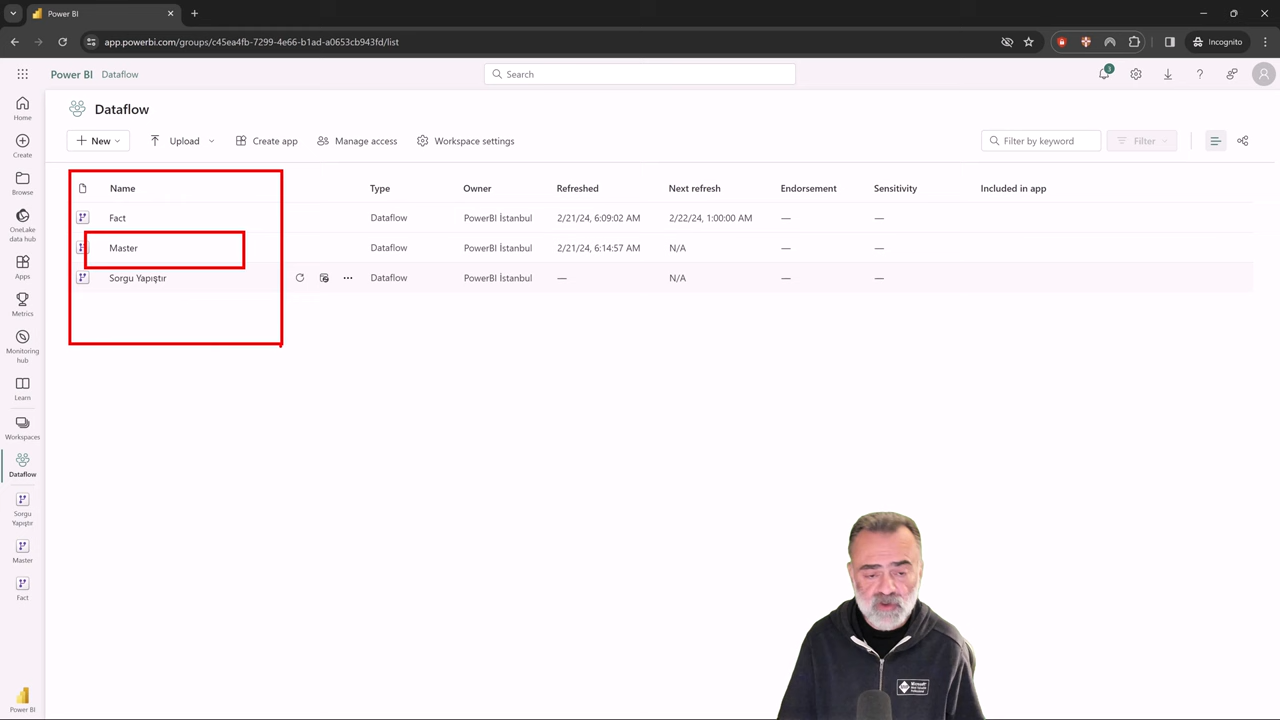 Power BI
app.powerbi.com/groups/c45ea4fb-7299-4e66-b1ad-a0653cb943fd/list
Incognito
Power BI Dataflow
Search
3
Home
Create
Browse
OneLake
data hub
Apps
Metrics
Monitoring
hub
Learn
Workspaces
Dataflow
Sorgu
Yapıştır
Master
Fact
Power BI
Dataflow
New Upload Create app Manage access Workspace settings
Filter by keyword Filter
Name Type Owner Refreshed Next refresh Endorsement Sensitivity Included in app
Fact Dataflow PowerBI İstanbul 2/21/24, 6:09:02 AM 2/22/24, 1:00:00 AM — —
Master Dataflow PowerBI İstanbul 2/21/24, 6:14:57 AM N/A — —
Sorgu Yapıştır ... Dataflow PowerBI İstanbul — N/A — —